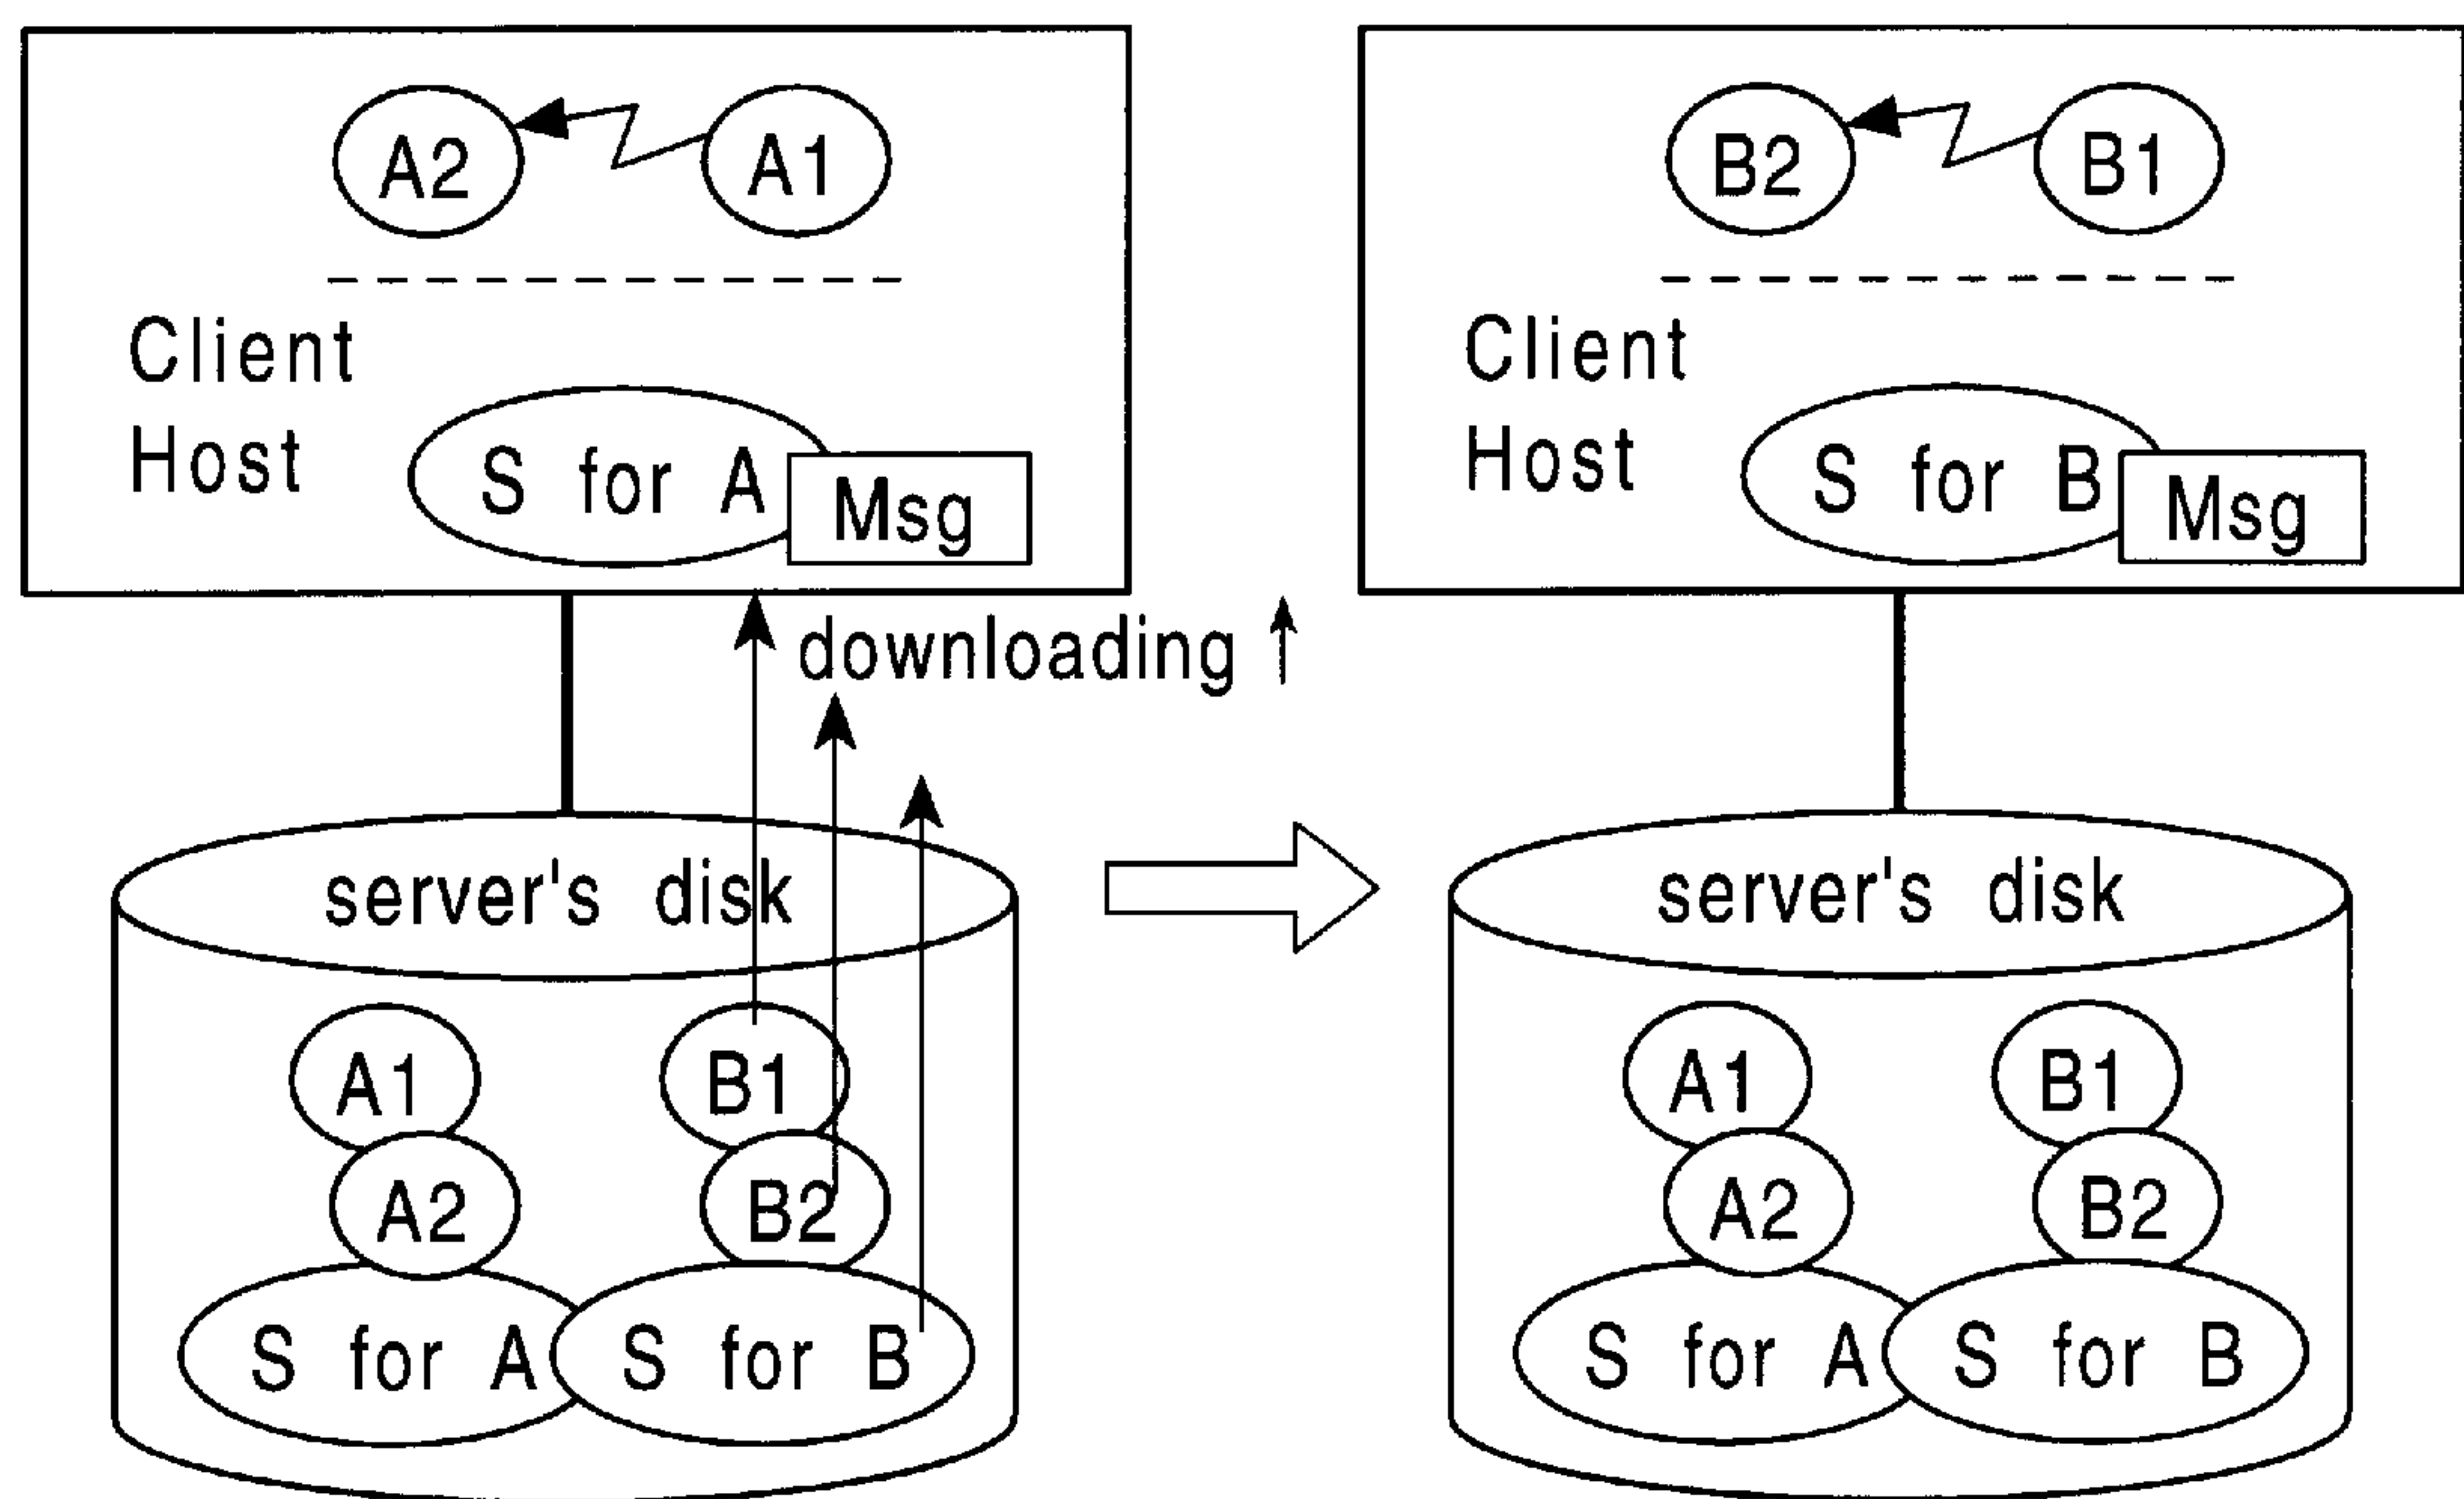 A2 A1
Client
Host
S for A
Msg
B2 B1
Client
Host
S for B
Msg
downloading ↑
server's disk
A1 B1
A2 B2
S for A S for B
server's disk
A1 B1
A2 B2
S for A S for B